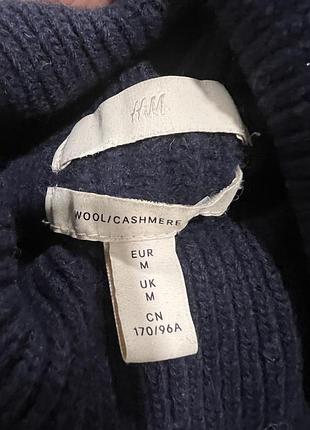 H&M
WOOL/CASHMERE
EUR
M
UK
M
CN
170/96A